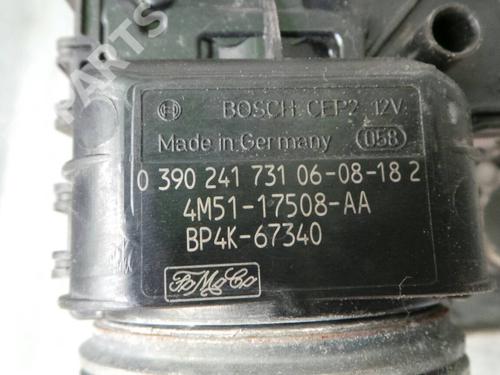 PARTS
BOSCH CEP2 12V
Made in Germany 058
0 390 241 731 06-08-18 2
4M51-17508-AA
BP4K-67340
FoMoCo